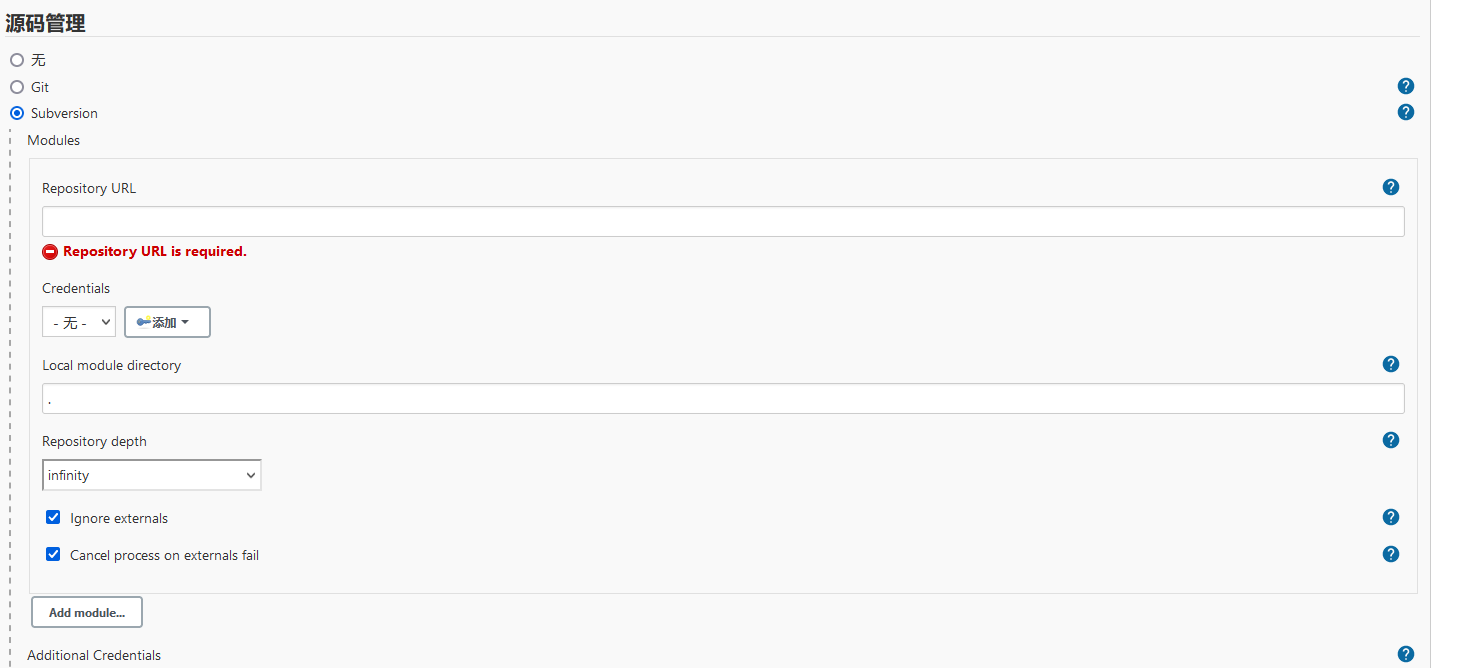 源码管理
无
Git
?
Subversion
?
Modules
Repository URL
?
Repository URL is required.
Credentials
- 无 -
添加
Local module directory
?
.
Repository depth
?
infinity
Ignore externals
?
Cancel process on externals fail
?
Add module...
Additional Credentials
?